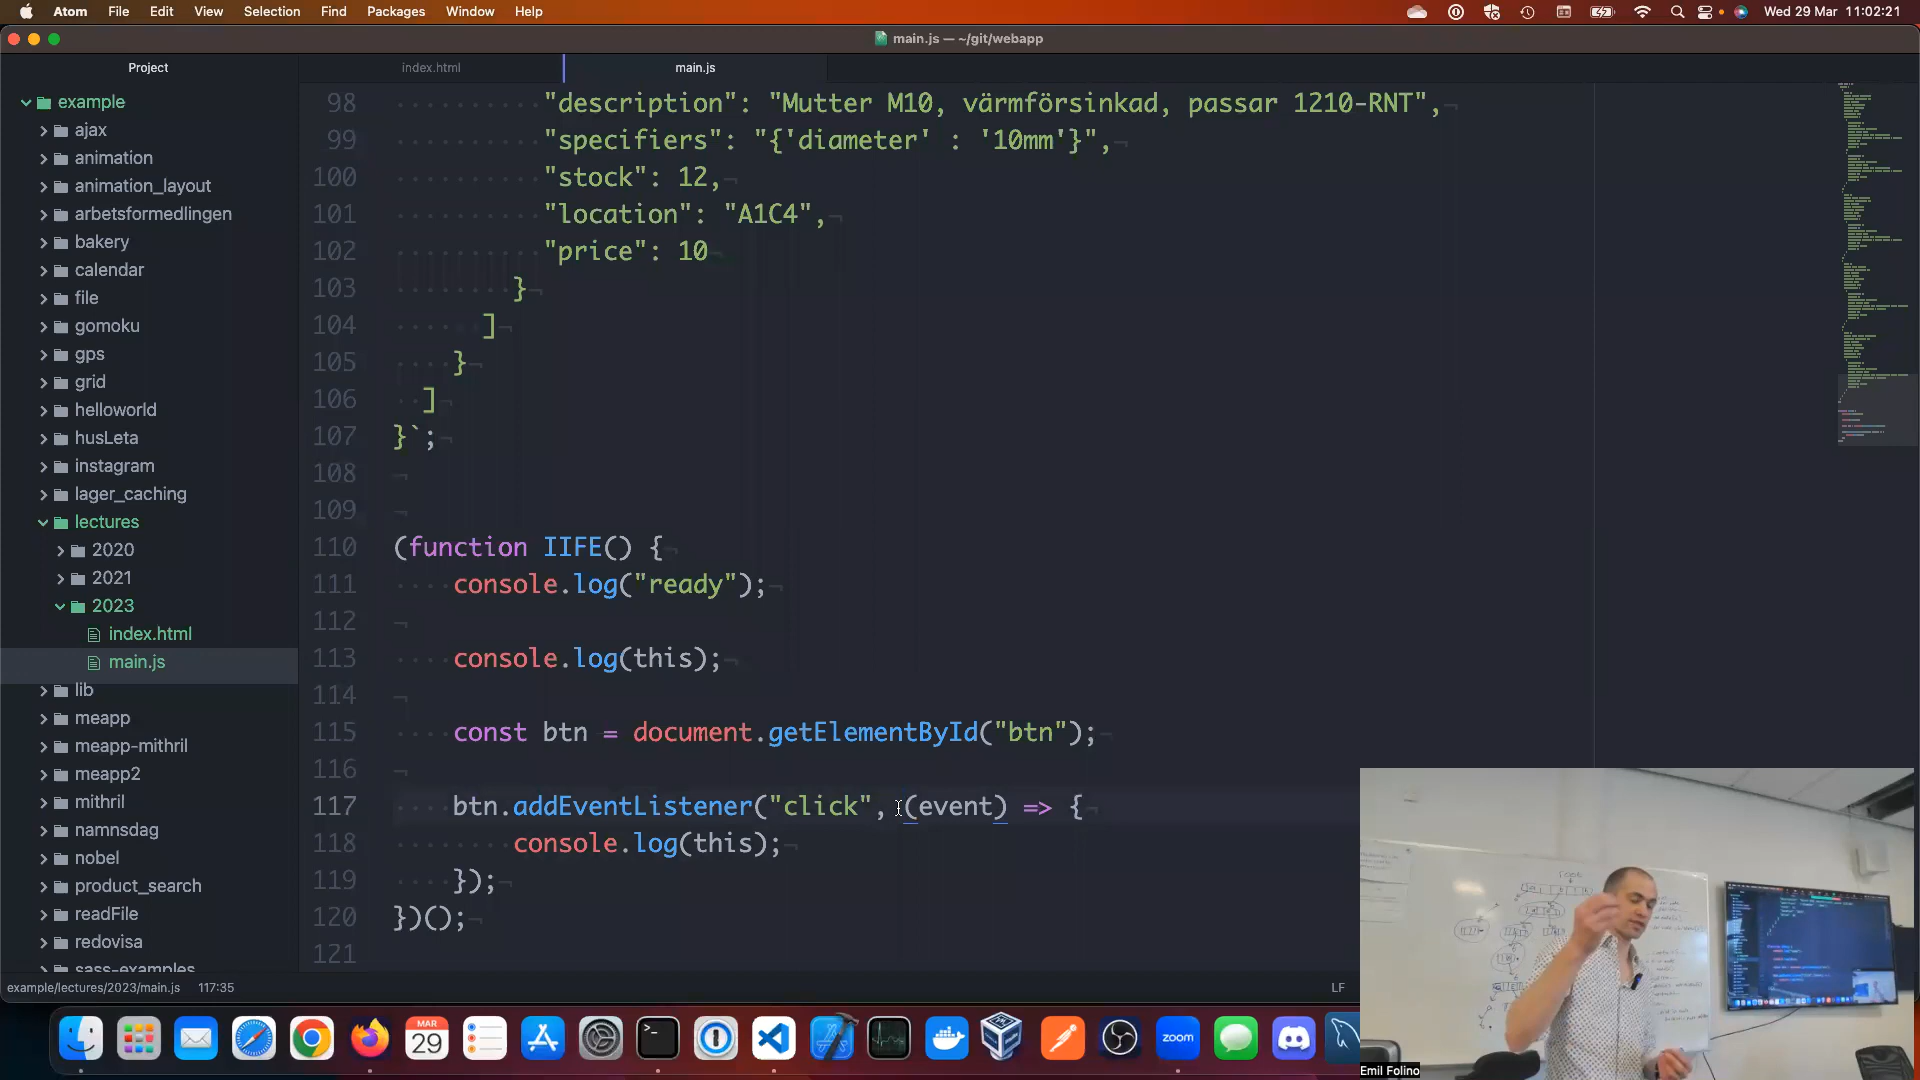 Atom File Edit View Selection Find Packages Window Help
Wed 29 Mar 11:02:21
main.js — ~/git/webapp
Project
index.html
main.js
example
ajax
animation
animation_layout
arbetsformedlingen
bakery
calendar
file
gomoku
gps
grid
helloworld
husLeta
instagram
lager_caching
lectures
2020
2021
2023
index.html
main.js
lib
meapp
meapp-mithril
meapp2
mithril
namnsdag
nobel
product_search
readFile
redovisa
sass-examples
98 "description": "Mutter M10, värmförsinkad, passar 1210-RNT",
99 "specifiers": "{'diameter' : '10mm'}",
100 "stock": 12,
101 "location": "A1C4",
102 "price": 10
103 }
104 ]
105 }
106 ]
107 }`;
108
109
110 (function IIFE() {
111 console.log("ready");
112
113 console.log(this);
114
115 const btn = document.getElementById("btn");
116
117 btn.addEventListener("click", (event) => {
118 console.log(this);
119 });
120 })();
121
example/lectures/2023/main.js 117:35
LF
MAR
29
zoom
Emil Folino